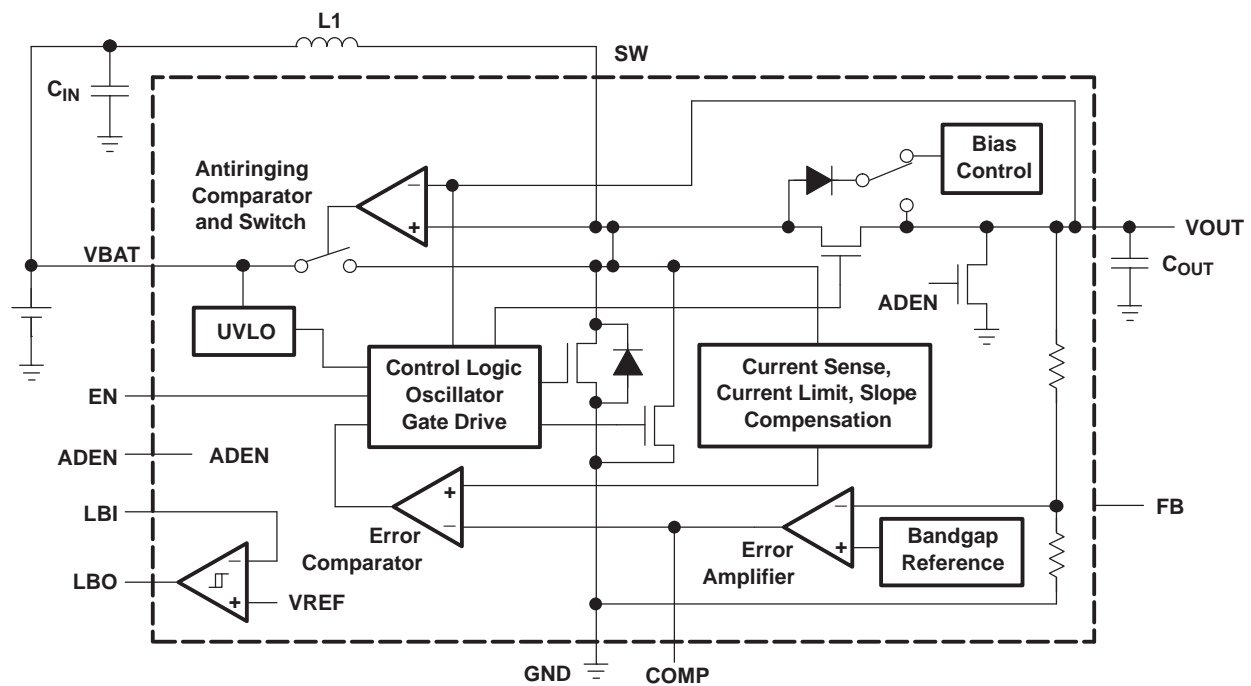 L1
SW
CIN
Antiringing
Comparator
and Switch
Bias
Control
VBAT
VOUT
COUT
ADEN
UVLO
Control Logic
Oscillator
Gate Drive
Current Sense,
Current Limit, Slope
Compensation
EN
ADEN
ADEN
LBI
FB
Error
Comparator
Error
Amplifier
Bandgap
Reference
LBO
VREF
GND
COMP
−
+
+
−
−
+
−
+